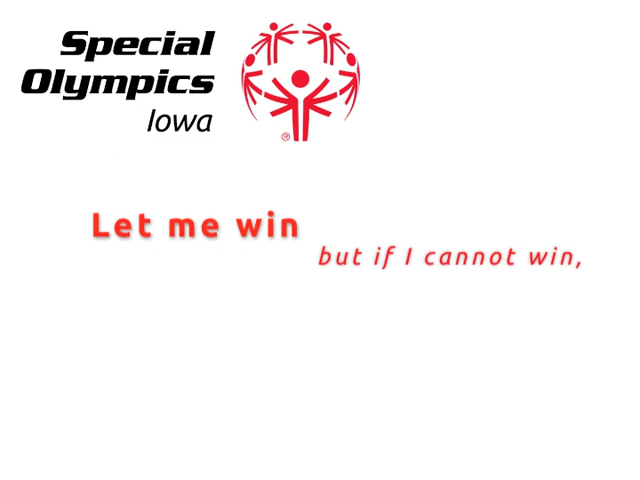 Special
Olympics
Iowa
®
Let me win
but if I cannot win,